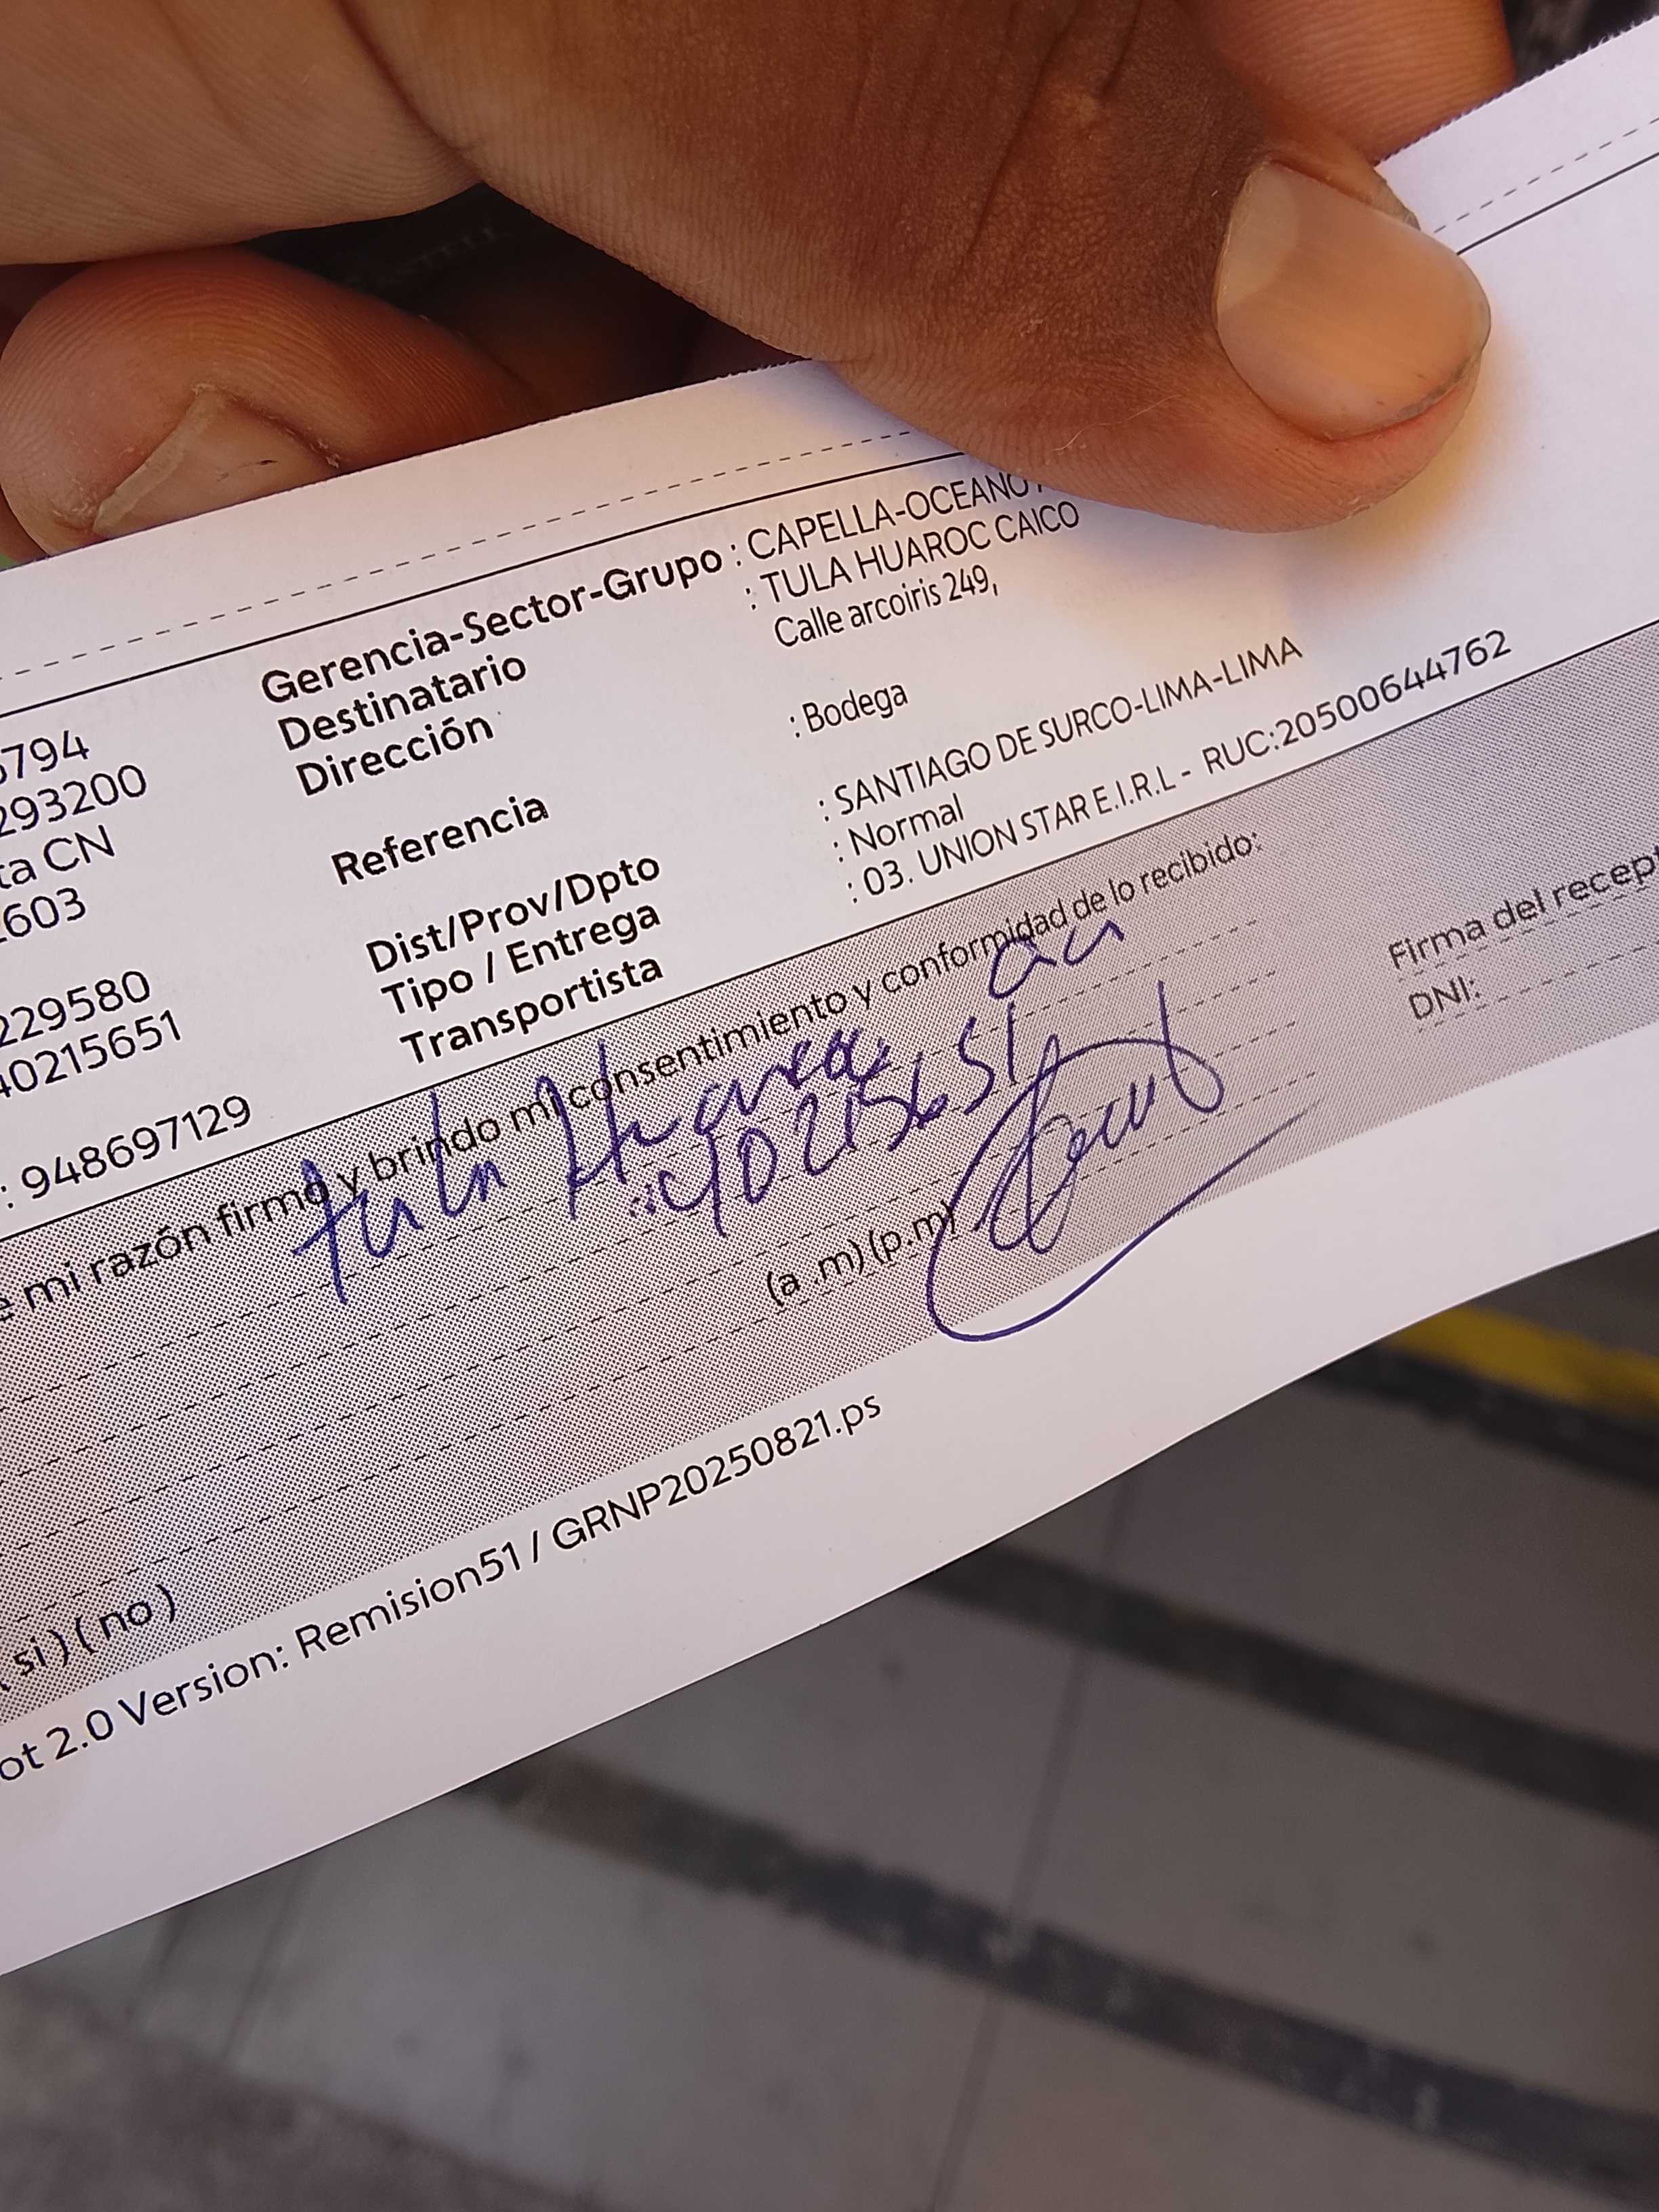 Gerencia-Sector-Grupo : CAPELLA-OCEANO
5794 Destinatario : TULA HUAROC CAICO
293200 Dirección Calle arcoiris 249,
ta CN
603 Referencia : Bodega
229580 Dist/Prov/Dpto : SANTIAGO DE SURCO-LIMA-LIMA
40215651 Tipo / Entrega : Normal
Transportista : 03. UNION STAR E.I.R.L - RUC:20500644762
: 948697129
e mi razón firmo y brindo mi consentimiento y conformidad de lo recibido:
tula
40215651
Firma del recept
DNI:
(a .m) (p.m)
( si ) ( no )
ot 2.0 Version: Remision51 / GRNP20250821.ps